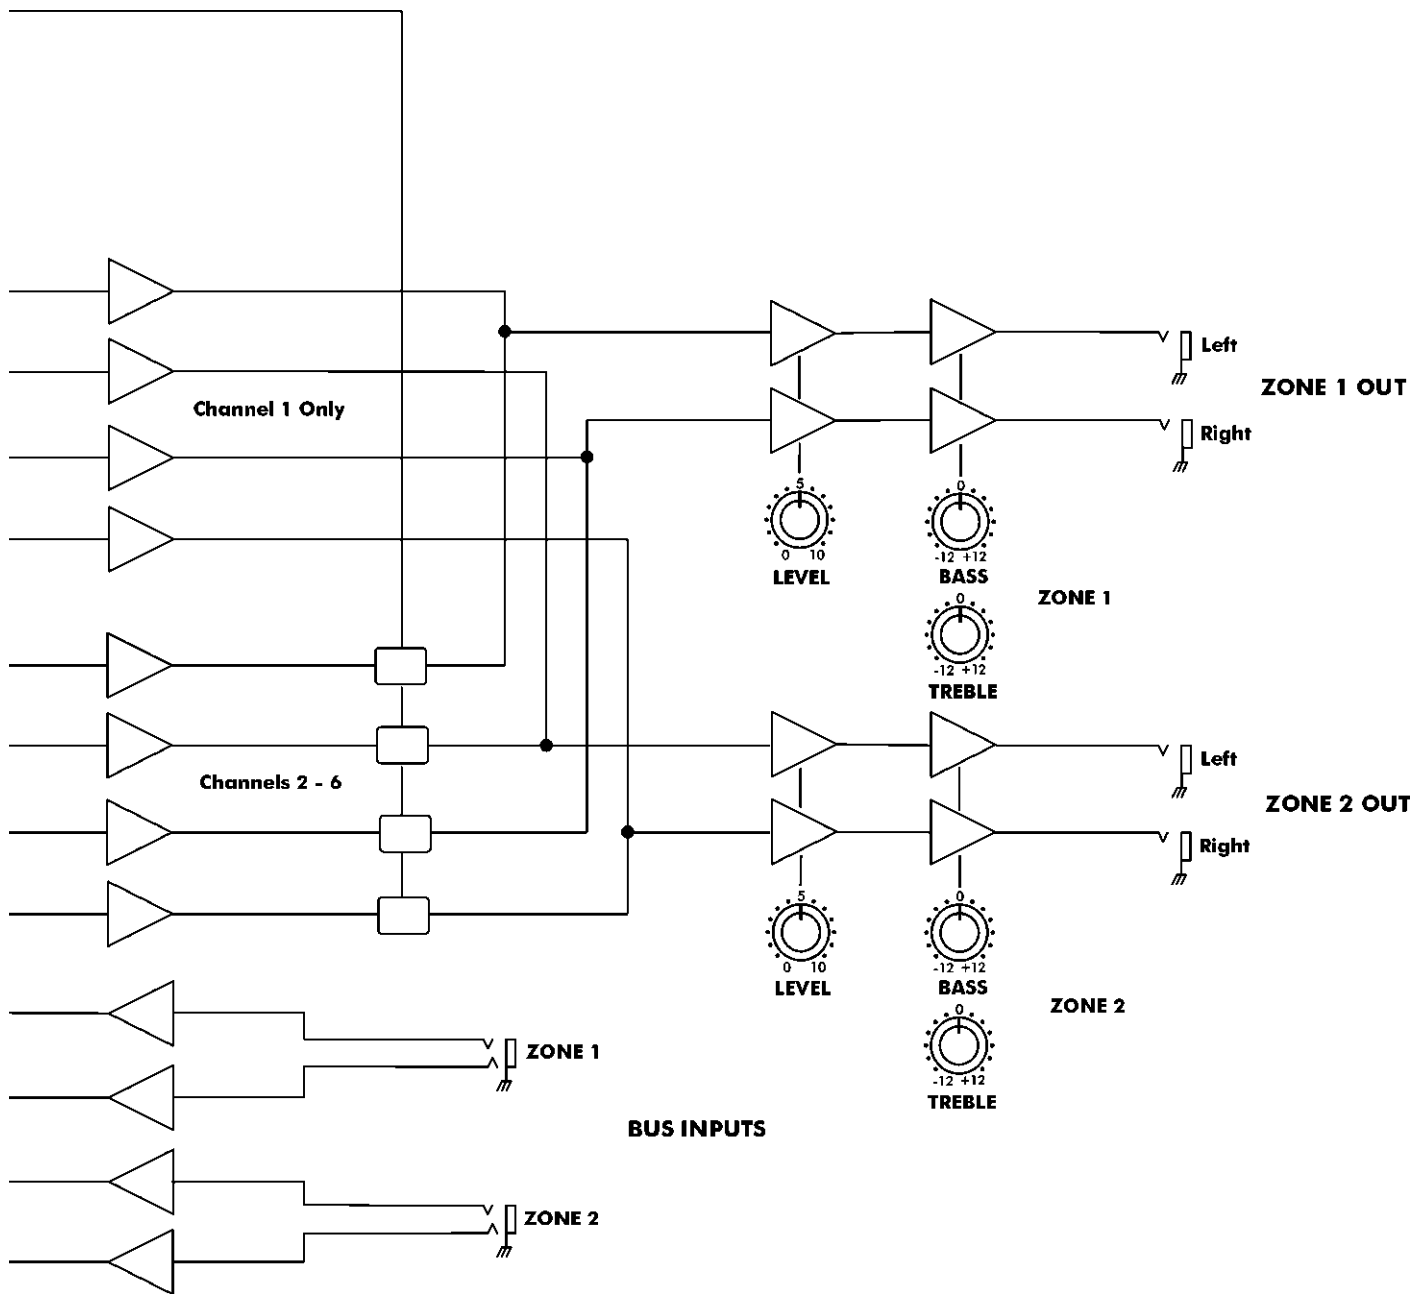 Left
ZONE 1 OUT
Channel 1 Only
Right
5
0
0 10
-12 +12
LEVEL
BASS
0
ZONE 1
-12 +12
TREBLE
Left
Channels 2 - 6
ZONE 2 OUT
Right
5
0
0 10
-12 +12
LEVEL
BASS
0
ZONE 2
-12 +12
TREBLE
ZONE 1
BUS INPUTS
ZONE 2